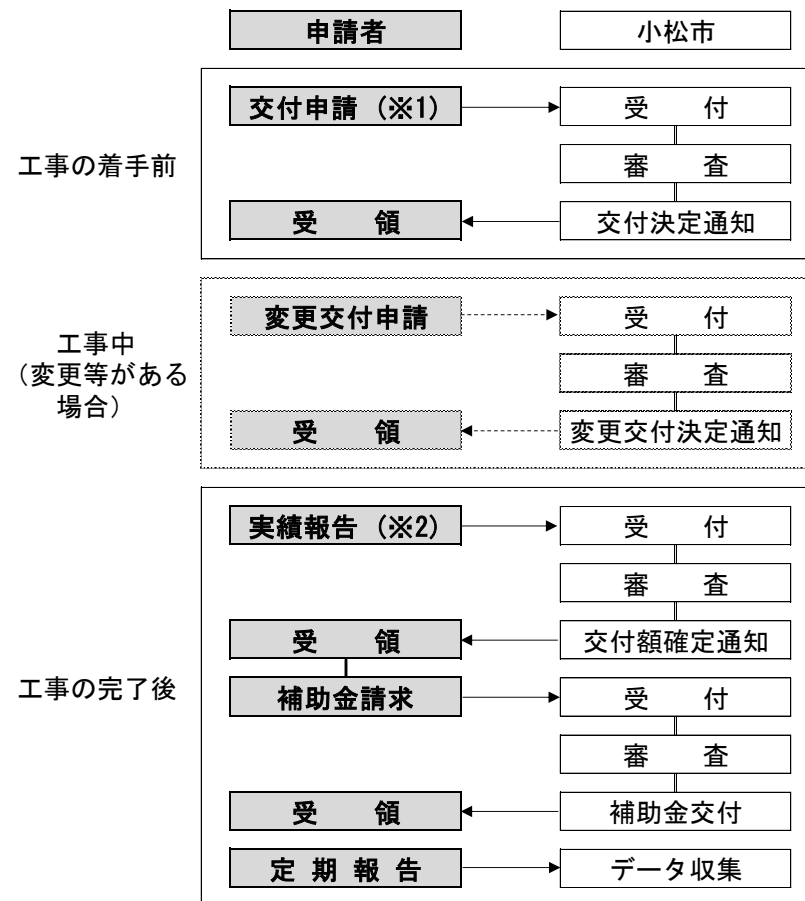 申請者 小松市
交付申請（※1） 受　付
工事の着手前
審　査
受　領 交付決定通知
変更交付申請 受　付
工事中
（変更等がある
場合）
審　査
受　領 変更交付決定通知
実績報告（※2） 受　付
審　査
受　領 交付額確定通知
工事の完了後
補助金請求 受　付
審　査
受　領 補助金交付
定期報告 データ収集